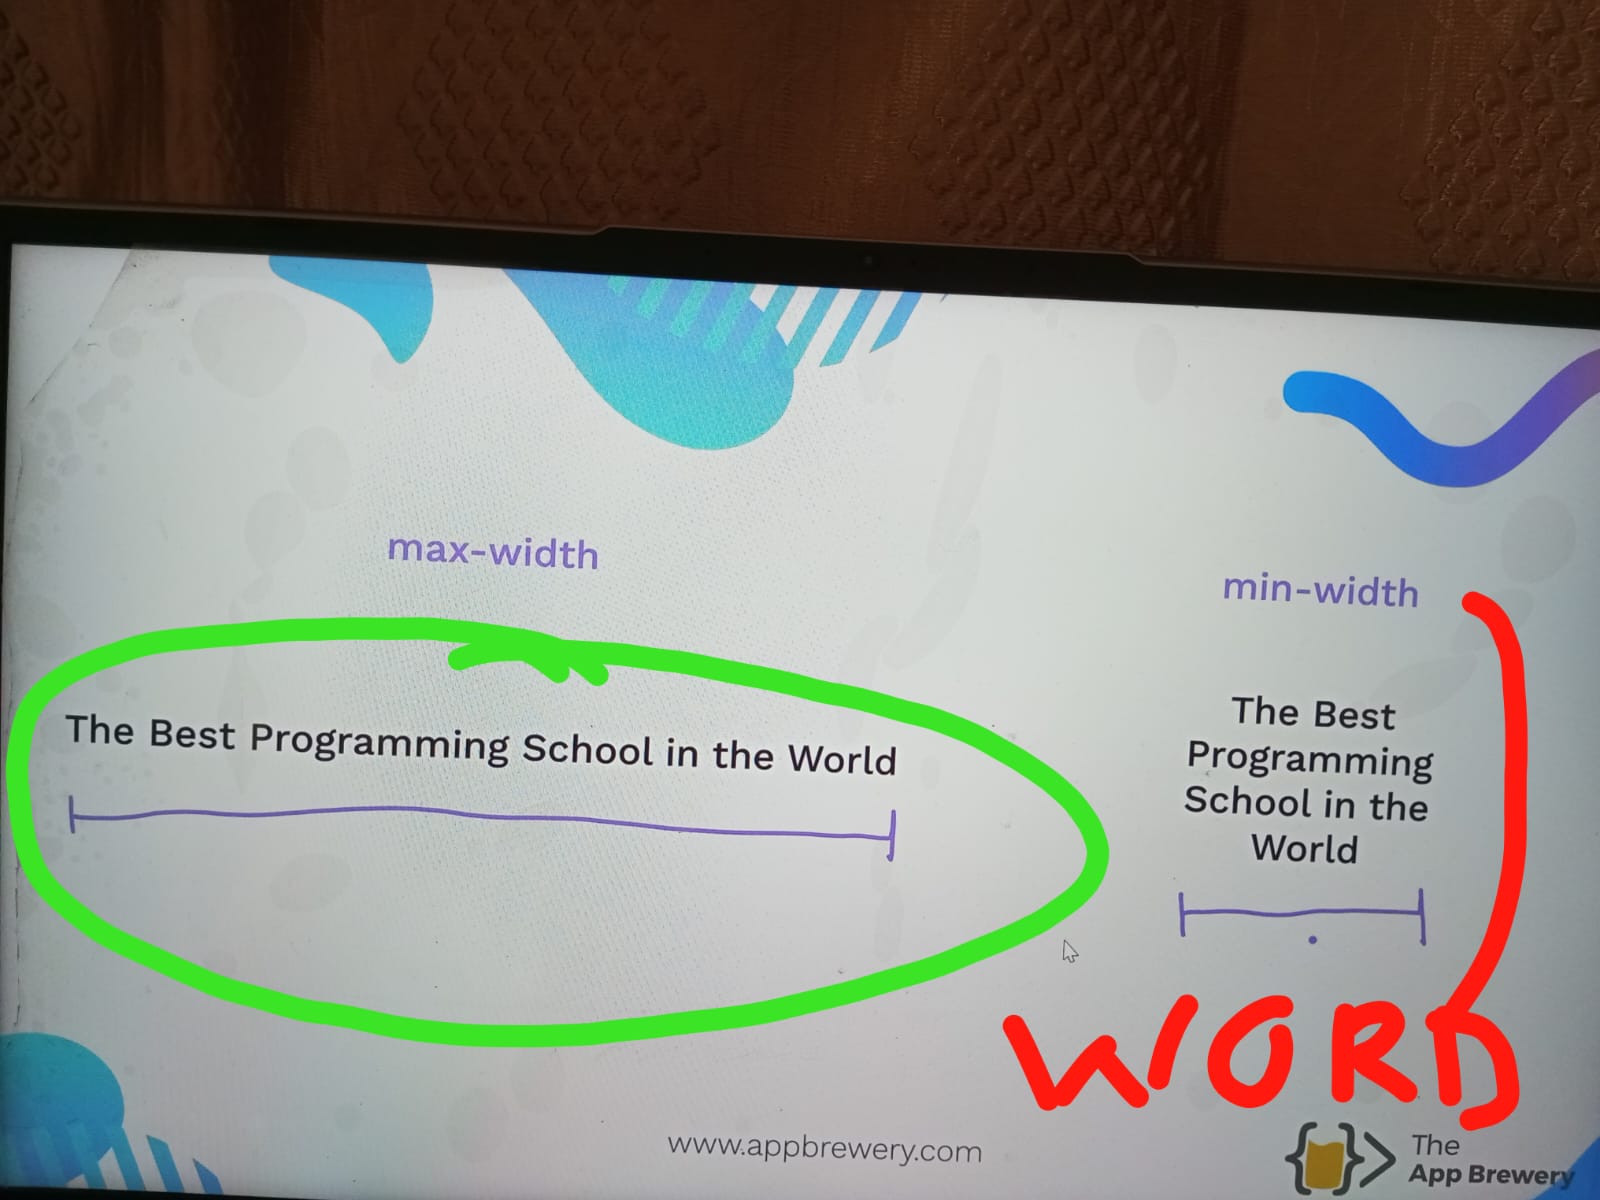 max-width
The Best Programming School in the World
min-width
The Best
Programming
School in the
World
WORD
www.appbrewery.com
The
App Brewery